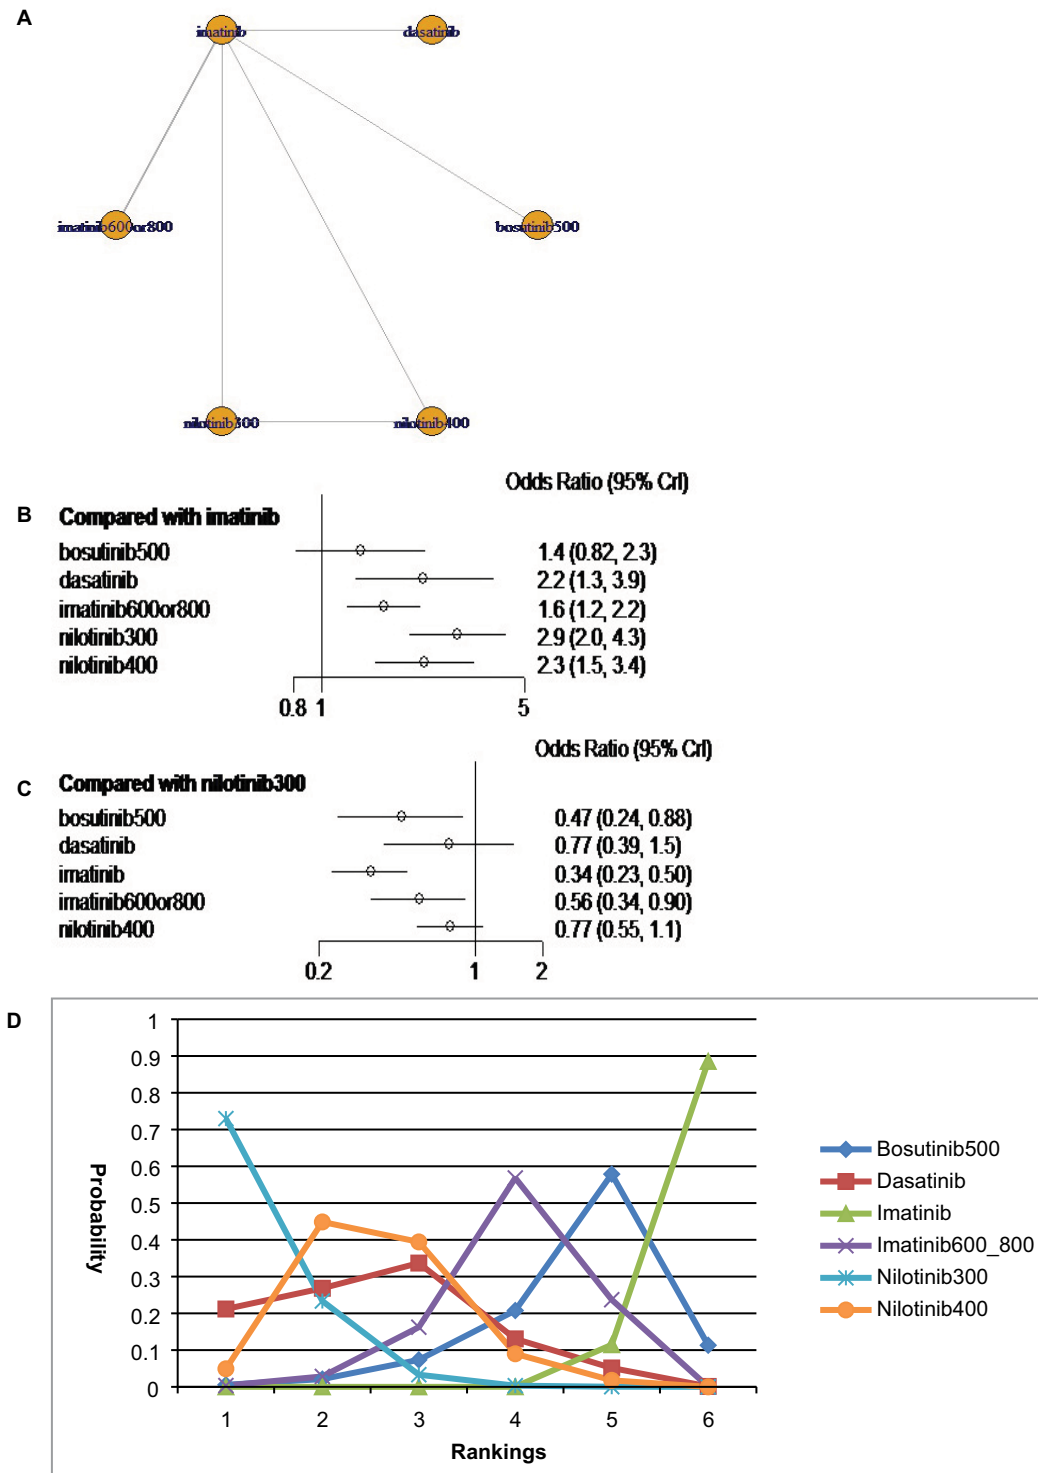 A
imatinib
dasatinib
imatinib600or800
bosutinib500
nilotinib300
nilotinib400
Odds Ratio (95% CrI)
B
Compared with imatinib
bosutinib500 1.4 (0.82, 2.3)
dasatinib 2.2 (1.3, 3.9)
imatinib600or800 1.6 (1.2, 2.2)
nilotinib300 2.9 (2.0, 4.3)
nilotinib400 2.3 (1.5, 3.4)
0.8 1 5
Odds Ratio (95% CrI)
C
Compared with nilotinib300
bosutinib500 0.47 (0.24, 0.88)
dasatinib 0.77 (0.39, 1.5)
imatinib 0.34 (0.23, 0.50)
imatinib600or800 0.56 (0.34, 0.90)
nilotinib400 0.77 (0.55, 1.1)
0.2 1 2
D
1
0.9
0.8
0.7
0.6
0.5
0.4
0.3
0.2
0.1
0
Probability
1 2 3 4 5 6
Rankings
Bosutinib500
Dasatinib
Imatinib
Imatinib600_800
Nilotinib300
Nilotinib400